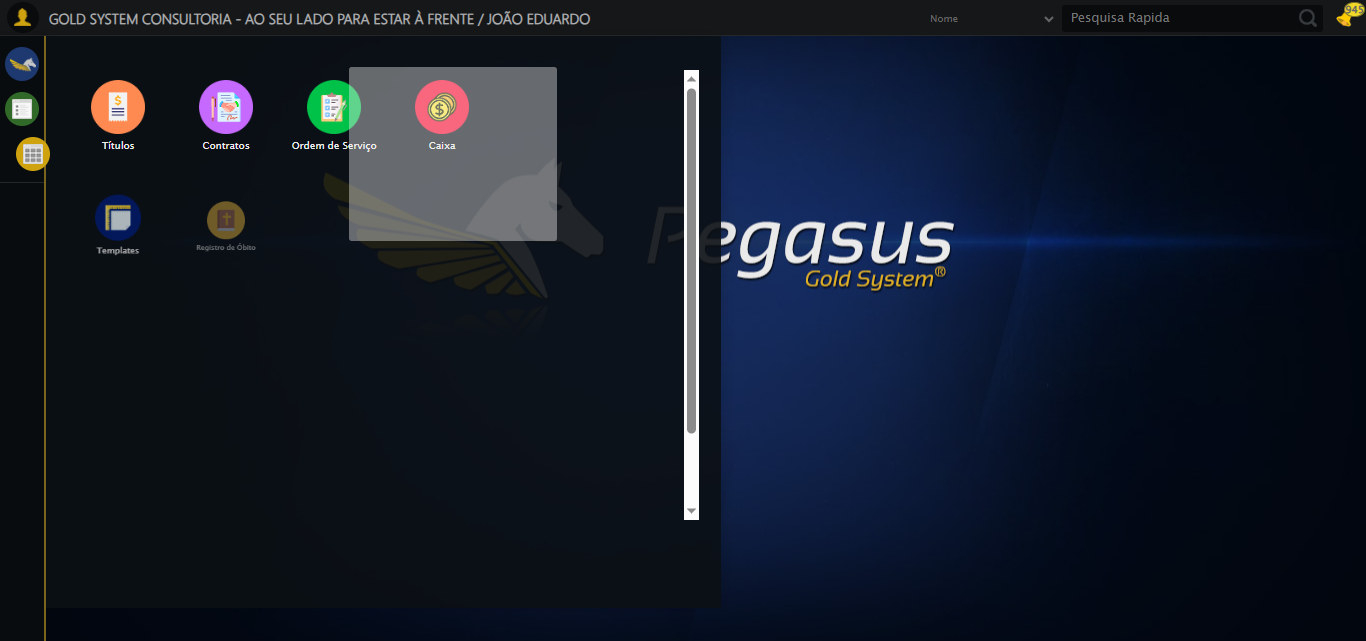 GOLD SYSTEM CONSULTORIA - AO SEU LADO PARA ESTAR À FRENTE / JOÃO EDUARDO
Nome
Pesquisa Rapida
945
Títulos
Contratos
Ordem de Serviço
Caixa
Templates
Registro de Óbito
Pegasus
Gold System®